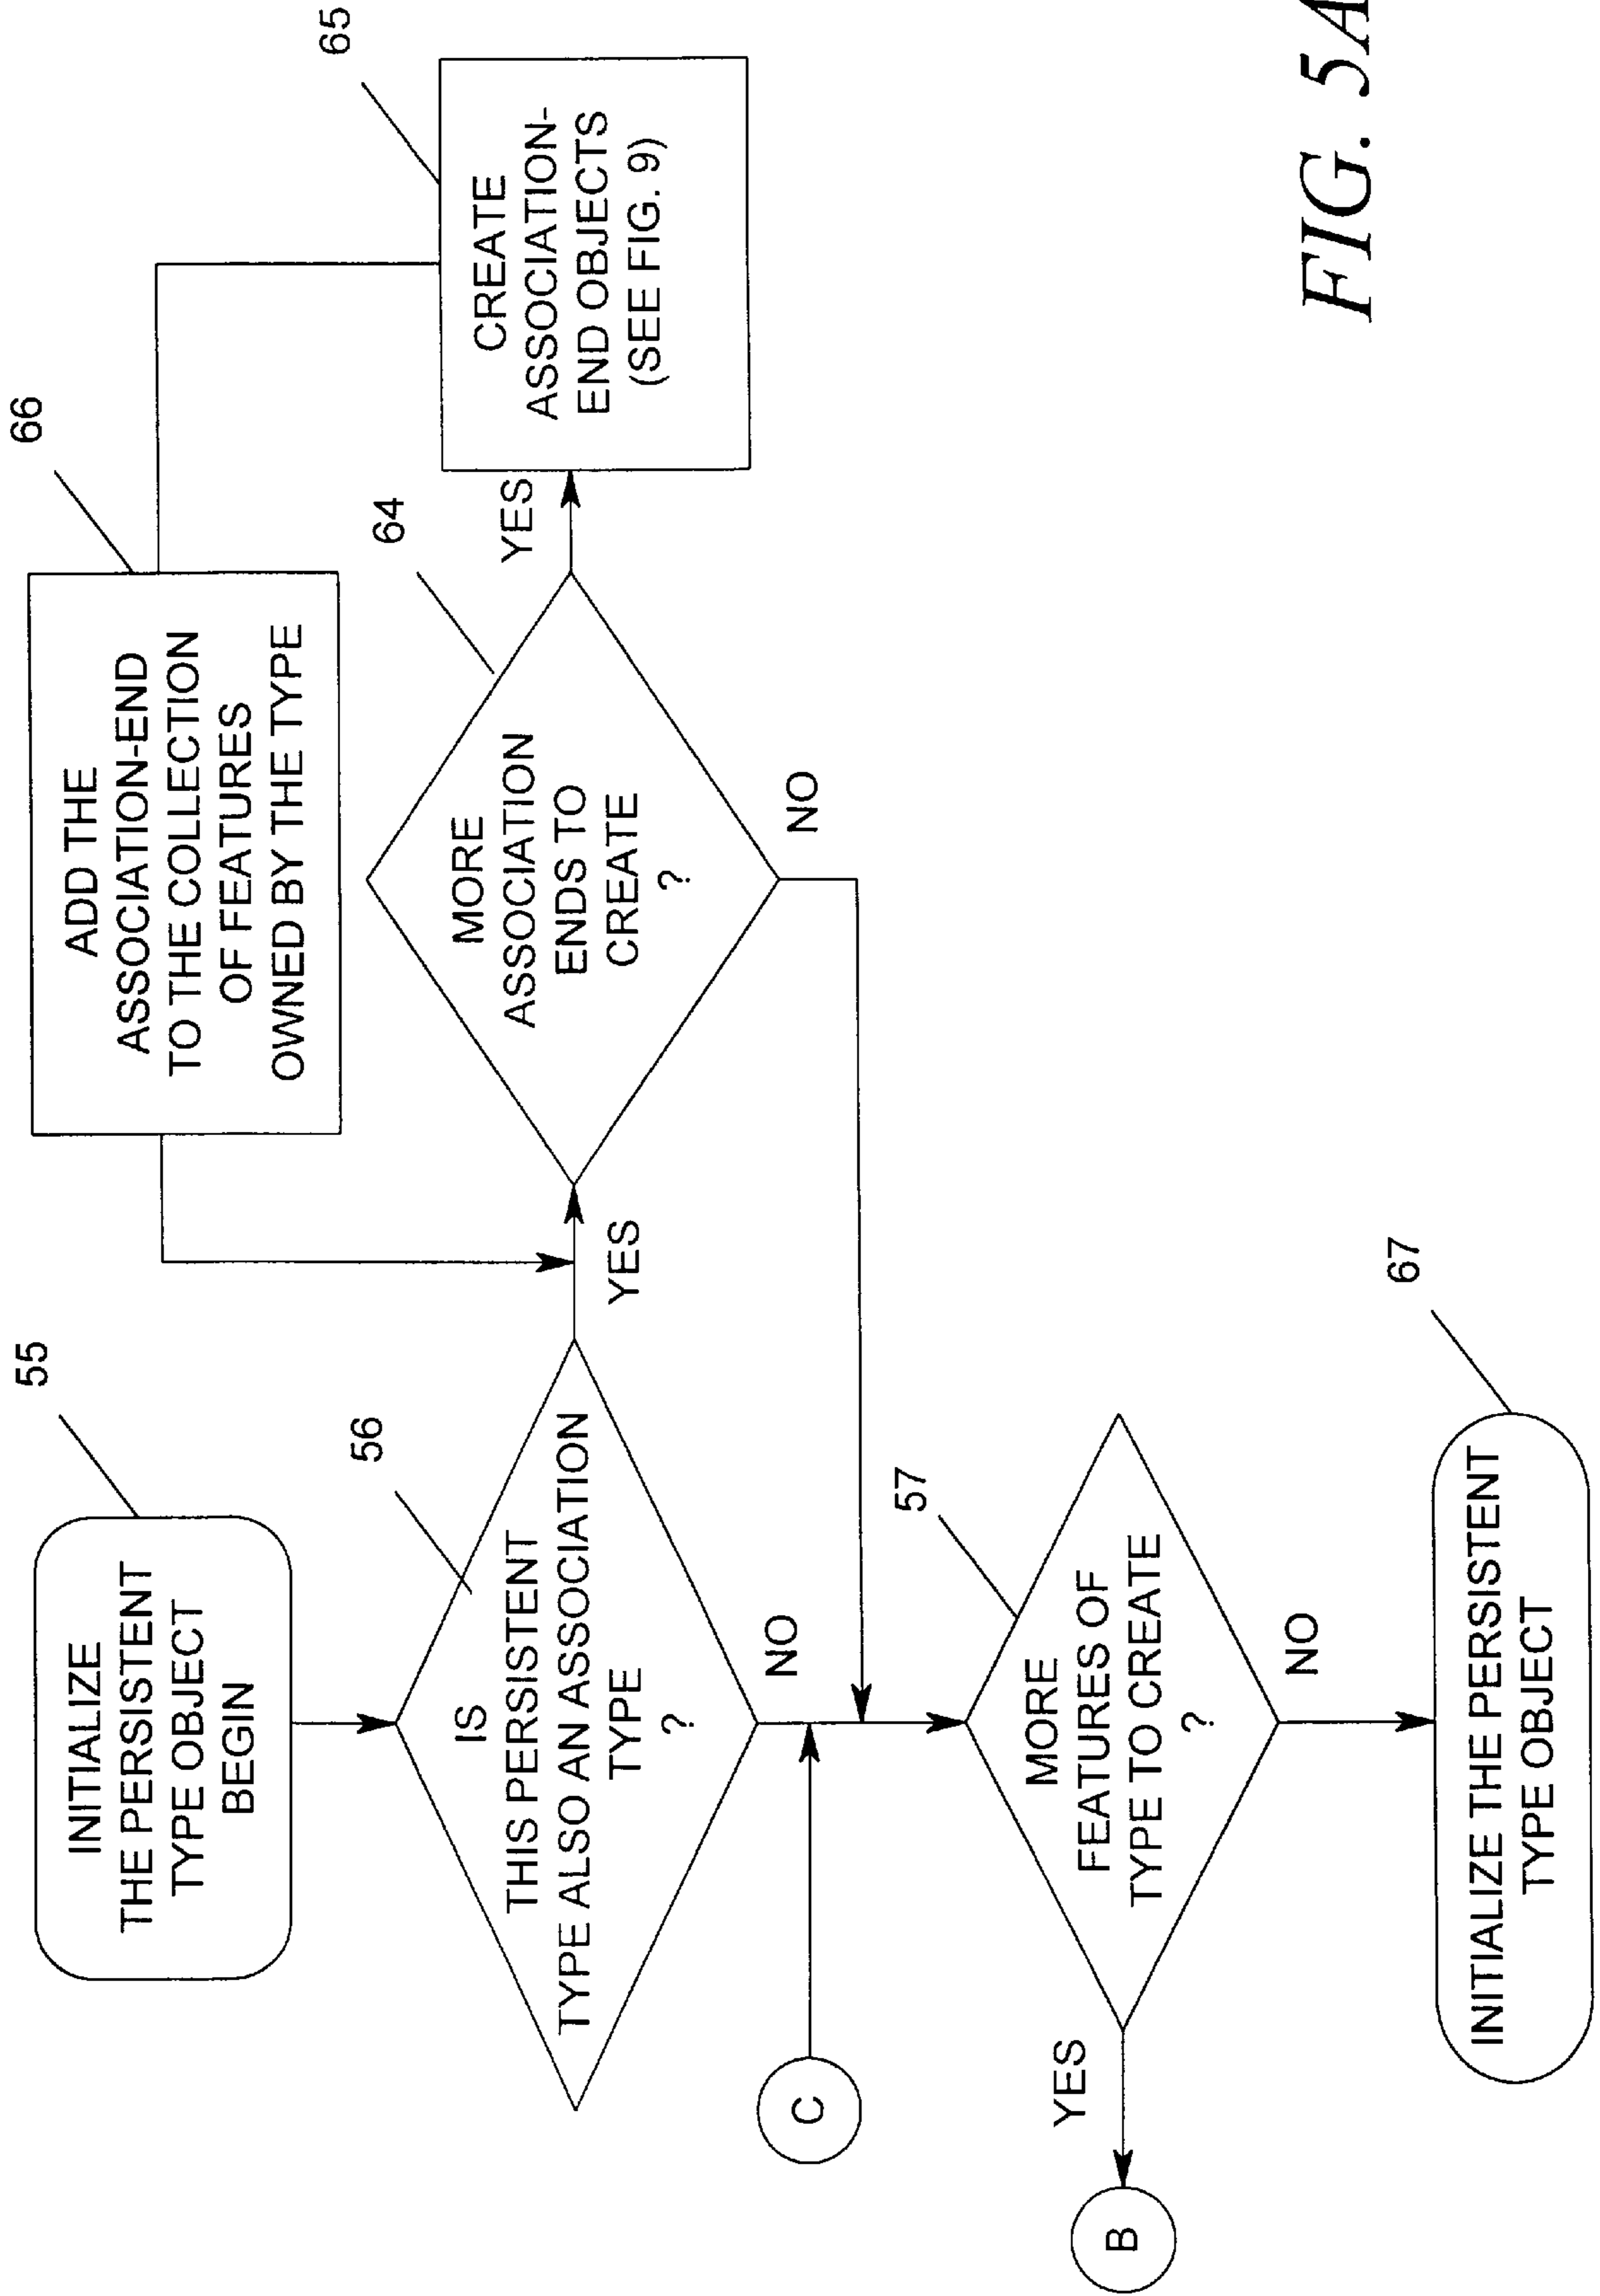 55
INITIALIZE
THE PERSISTENT
TYPE OBJECT
BEGIN
66
ADD THE
ASSOCIATION-END
TO THE COLLECTION
OF FEATURES
OWNED BY THE TYPE
56
IS
THIS PERSISTENT
TYPE ALSO AN ASSOCIATION
TYPE
?
YES
NO
64
MORE
ASSOCIATION
ENDS TO
CREATE
?
YES
NO
65
CREATE
ASSOCIATION-
END OBJECTS
(SEE FIG. 9)
C
57
MORE
FEATURES OF
TYPE TO CREATE
?
YES
NO
B
67
INITIALIZE THE PERSISTENT
TYPE OBJECT
FIG. 5A